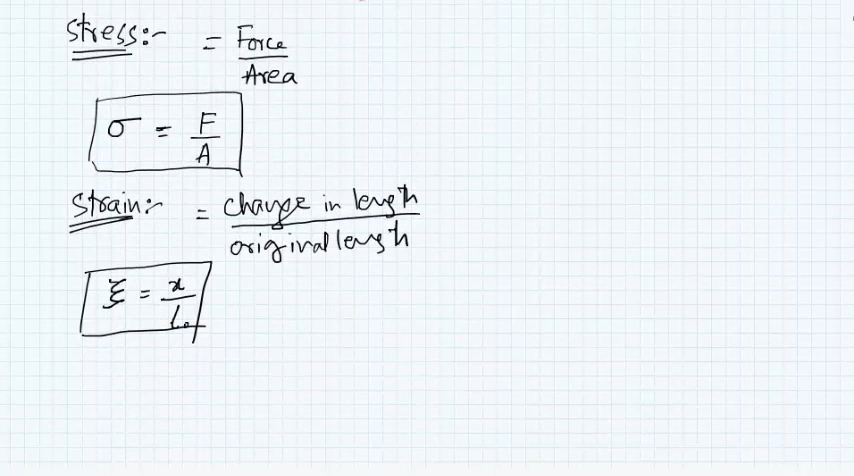 Stress:- = Force / Area
σ = F / A
Strain:- = change in length / original length
ξ = x / L₀